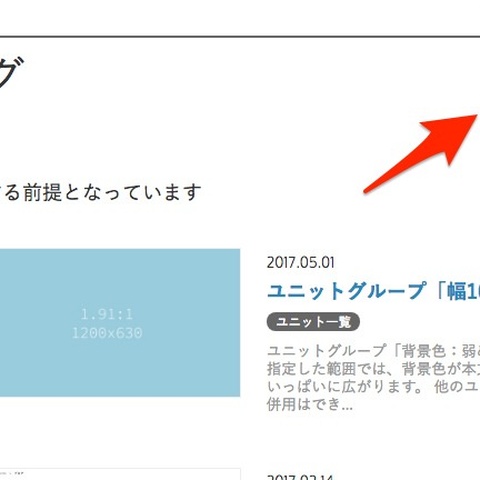 グ
る前提となっています
1.91:1
1200x630
2017.05.01
ユニットグループ「幅10
ユニット一覧
ユニットグループ「背景色：弱
指定した範囲では、背景色が本
いっぱいに広がります。 他のユ
併用はでき...
2017.02.14